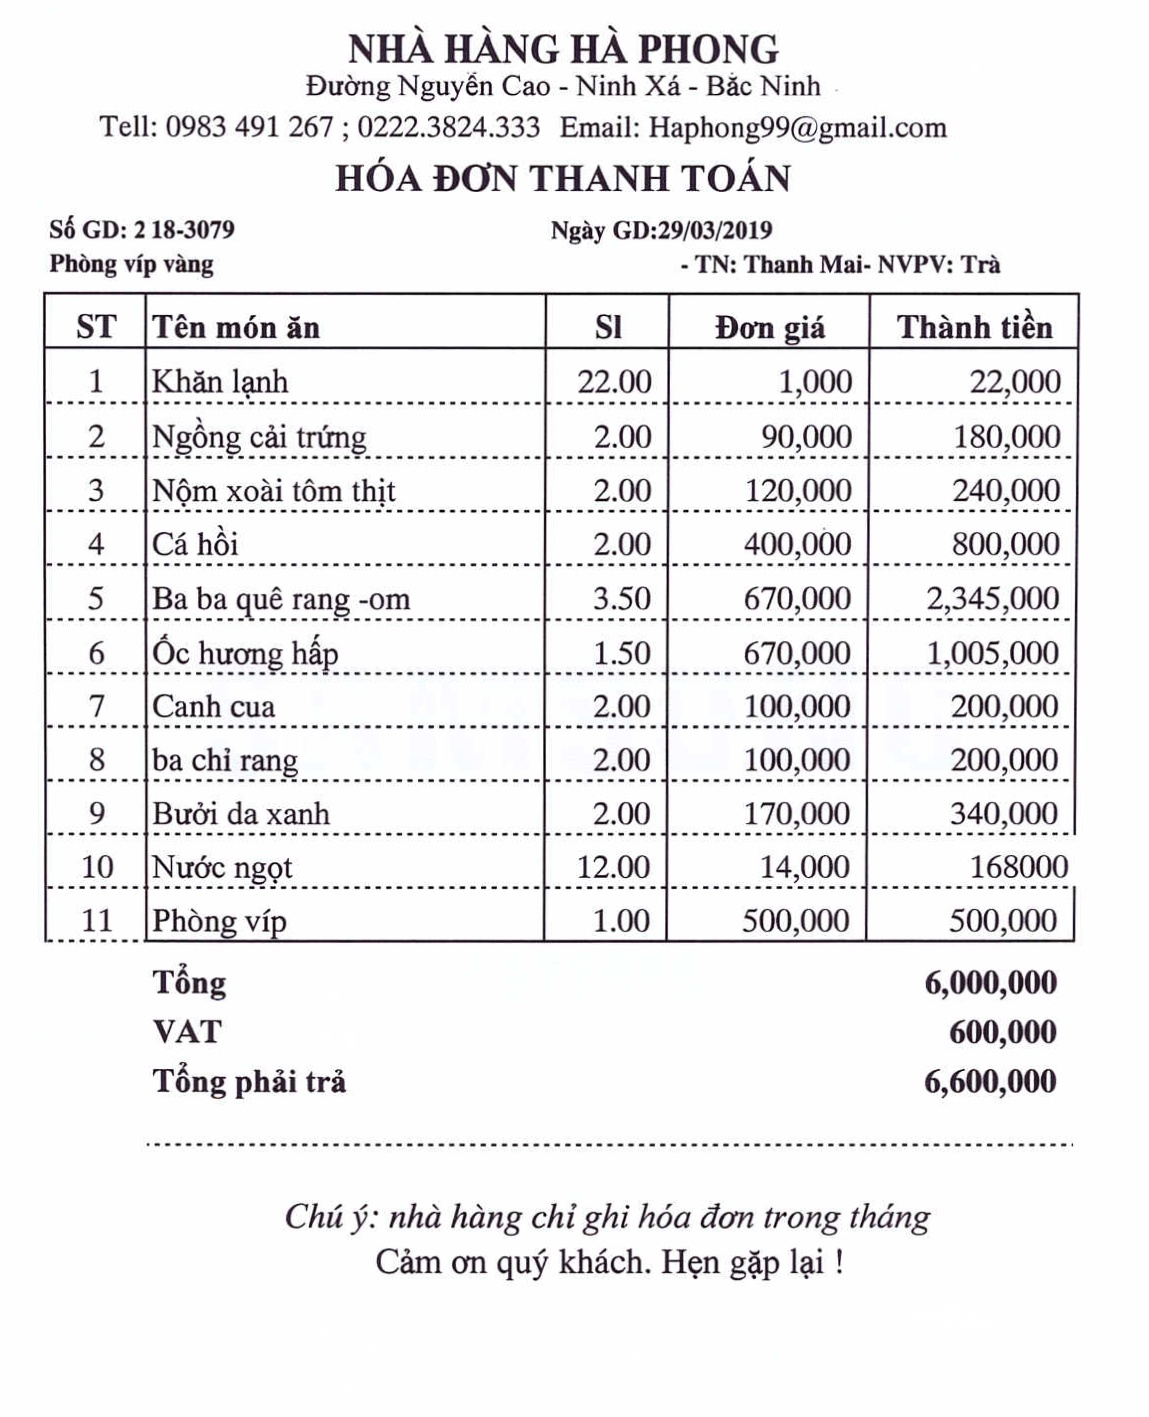 NHÀ HÀNG HÀ PHONG
Đường Nguyễn Cao - Ninh Xá - Bắc Ninh
Tell: 0983 491 267 ; 0222.3824.333 Email: Haphong99@gmail.com
HÓA ĐƠN THANH TOÁN
Số GD: 2 18-3079 Ngày GD:29/03/2019
Phòng víp vàng - TN: Thanh Mai- NVPV: Trà
ST Tên món ăn Sl Đơn giá Thành tiền
1 Khăn lạnh 22.00 1,000 22,000
2 Ngồng cải trứng 2.00 90,000 180,000
3 Nộm xoài tôm thịt 2.00 120,000 240,000
4 Cá hồi 2.00 400,000 800,000
5 Ba ba quê rang -om 3.50 670,000 2,345,000
6 Ốc hương hấp 1.50 670,000 1,005,000
7 Canh cua 2.00 100,000 200,000
8 ba chỉ rang 2.00 100,000 200,000
9 Bưởi da xanh 2.00 170,000 340,000
10 Nước ngọt 12.00 14,000 168000
11 Phòng víp 1.00 500,000 500,000
Tổng 6,000,000
VAT 600,000
Tổng phải trả 6,600,000
Chú ý: nhà hàng chỉ ghi hóa đơn trong tháng
Cảm ơn quý khách. Hẹn gặp lại !